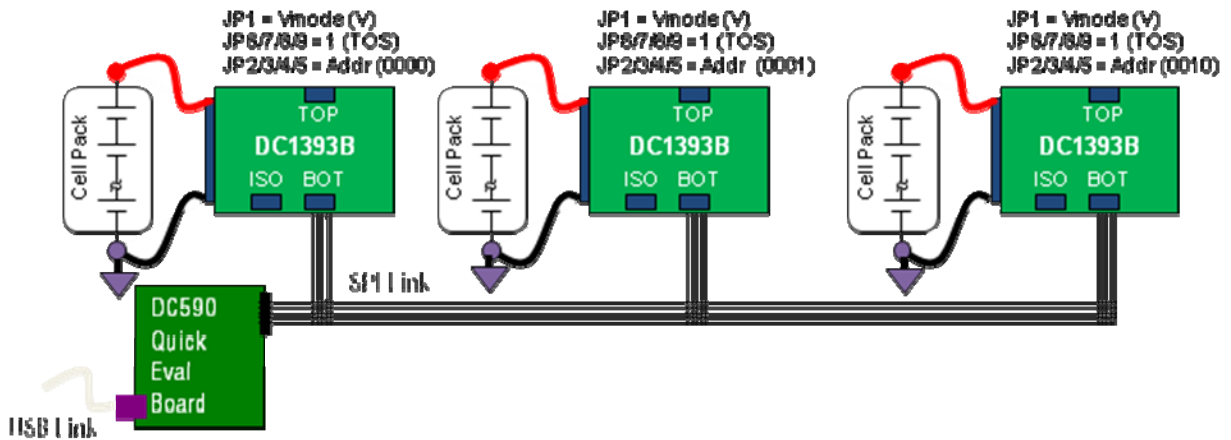 JP1 = Vmode (V)
JP6/7/8/9 = 1 (TOS)
JP2/3/4/5 = Addr (0000)
JP1 = Vmode (V)
JP6/7/8/9 = 1 (TOS)
JP2/3/4/5 = Addr (0001)
JP1 = Vmode (V)
JP6/7/8/9 = 1 (TOS)
JP2/3/4/5 = Addr (0010)
Cell Pack
TOP
DC1393B
ISO BOT
Cell Pack
TOP
DC1393B
ISO BOT
Cell Pack
TOP
DC1393B
ISO BOT
SPI Link
DC590
Quick
Eval
Board
USB Link